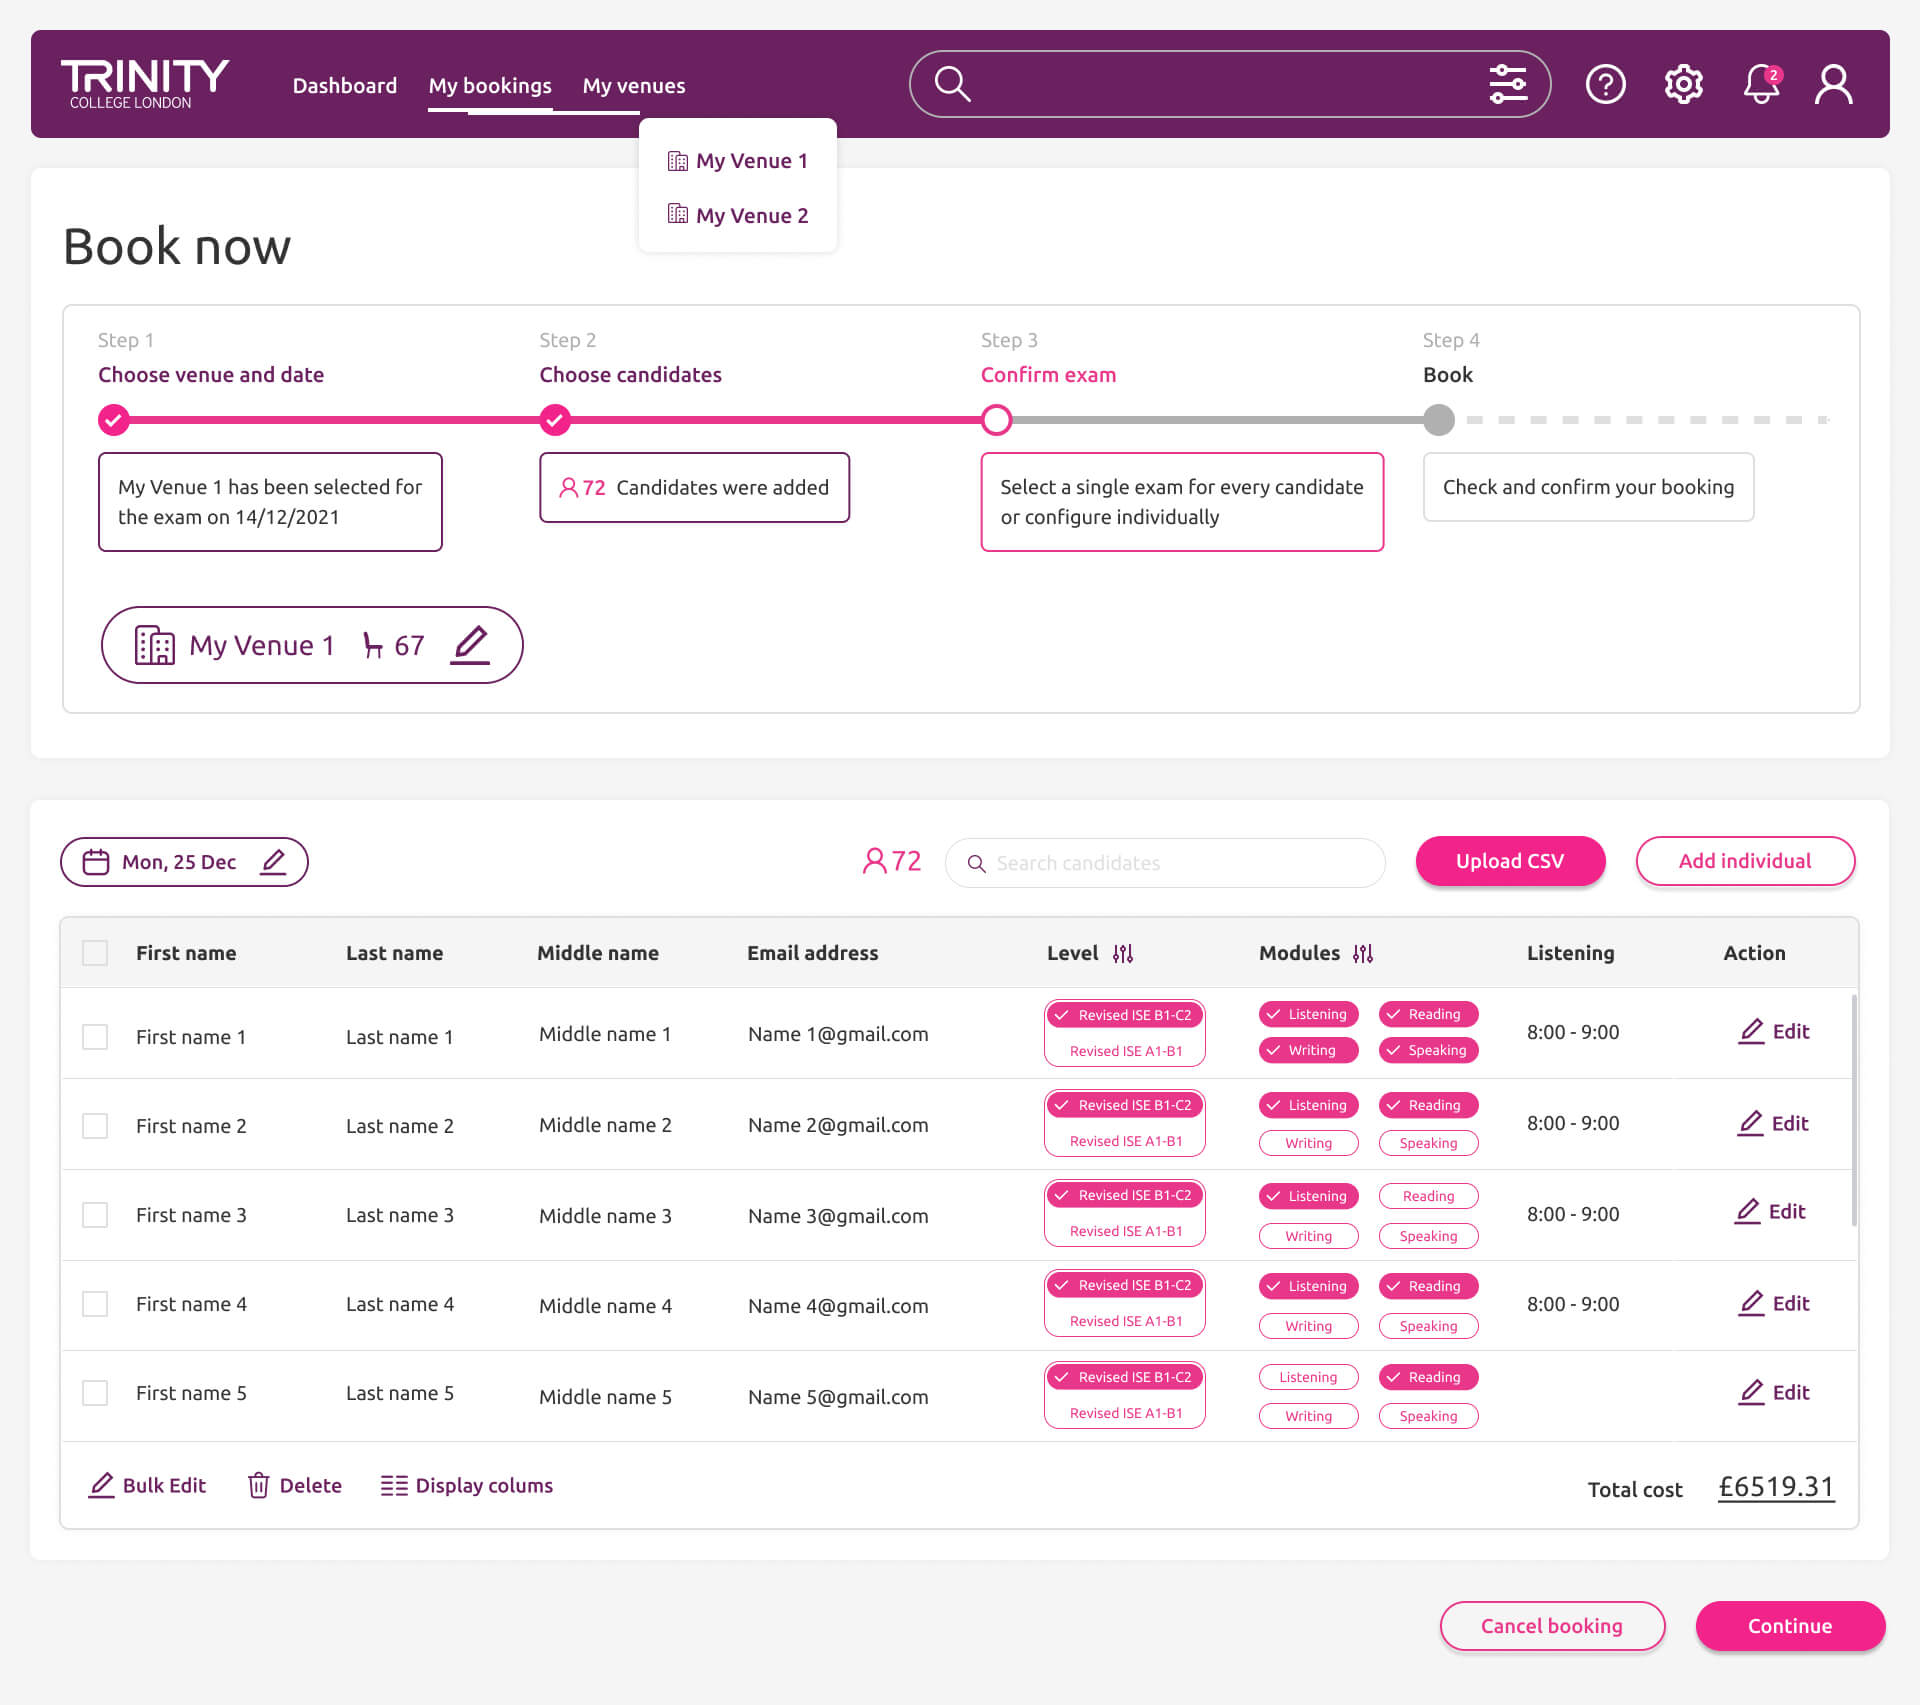 TRINITY
COLLEGE LONDON
Dashboard
My bookings
My venues
2
My Venue 1
My Venue 2
Book now
Step 1
Choose venue and date
My Venue 1 has been selected for
the exam on 14/12/2021
Step 2
Choose candidates
72 Candidates were added
Step 3
Confirm exam
Select a single exam for every candidate
or configure individually
Step 4
Book
Check and confirm your booking
My Venue 1 67
Mon, 25 Dec
72
Search candidates
Upload CSV
Add individual
First name Last name Middle name Email address Level Modules Listening Action
First name 1 Last name 1 Middle name 1 Name 1@gmail.com
Revised ISE B1-C2
Revised ISE A1-B1
Listening Reading
Writing Speaking
8:00 - 9:00
Edit
First name 2 Last name 2 Middle name 2 Name 2@gmail.com
Revised ISE B1-C2
Revised ISE A1-B1
Listening Reading
Writing Speaking
8:00 - 9:00
Edit
First name 3 Last name 3 Middle name 3 Name 3@gmail.com
Revised ISE B1-C2
Revised ISE A1-B1
Listening Reading
Writing Speaking
8:00 - 9:00
Edit
First name 4 Last name 4 Middle name 4 Name 4@gmail.com
Revised ISE B1-C2
Revised ISE A1-B1
Listening Reading
Writing Speaking
8:00 - 9:00
Edit
First name 5 Last name 5 Middle name 5 Name 5@gmail.com
Revised ISE B1-C2
Revised ISE A1-B1
Listening Reading
Writing Speaking
Edit
Bulk Edit
Delete
Display colums
Total cost £6519.31
Cancel booking
Continue